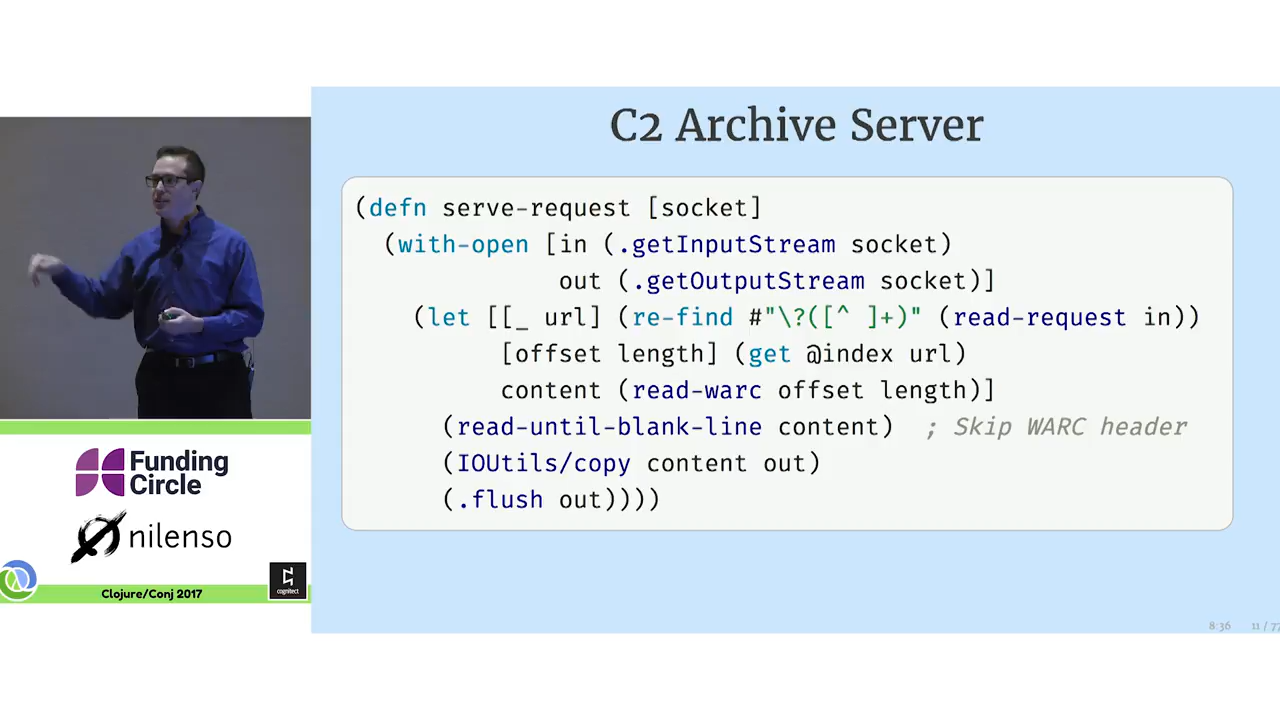 C2 Archive Server
(defn serve-request [socket]
  (with-open [in (.getInputStream socket)
              out (.getOutputStream socket)]
    (let [[_ url] (re-find #"\?([^ ]+)" (read-request in))
          [offset length] (get @index url)
          content (read-warc offset length)]
      (read-until-blank-line content)  ; Skip WARC header
      (IOUtils/copy content out)
      (.flush out))))
Funding
Circle
nilenso
Clojure/Conj 2017
cognitect
8:36 11 / 77